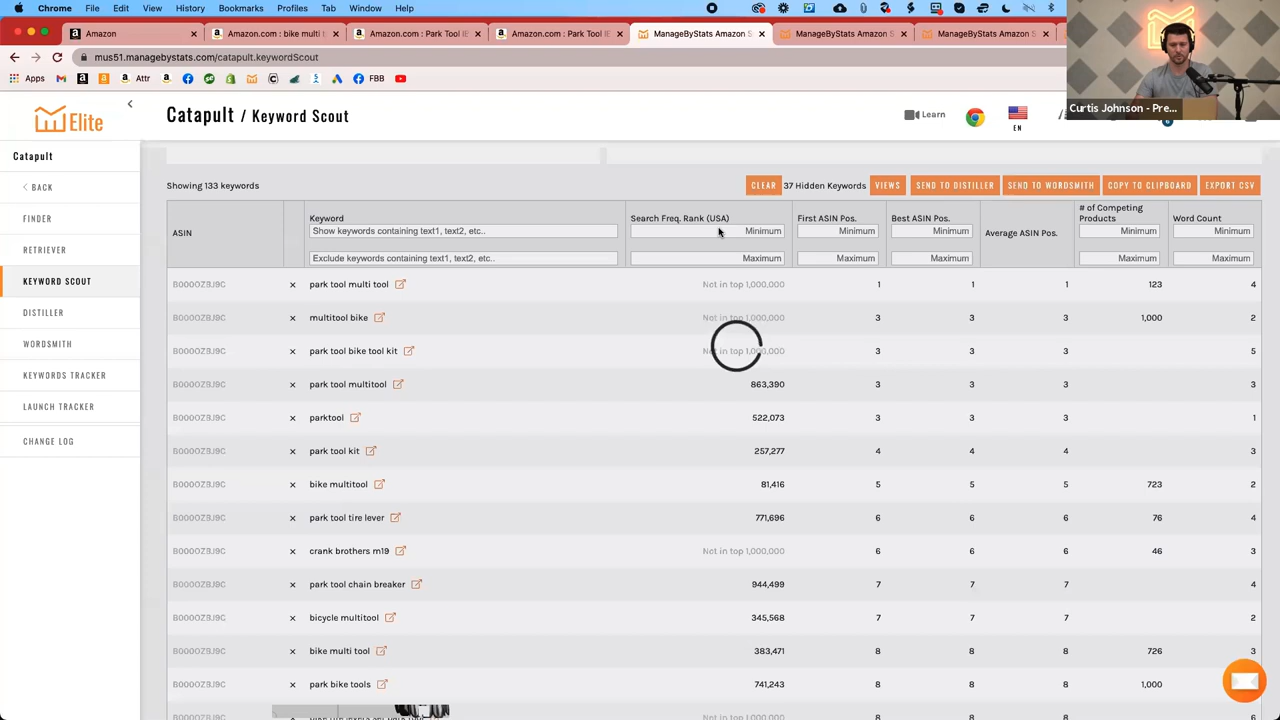 Chrome File Edit View History Bookmarks Profiles Tab Window Help
Amazon
Amazon.com : bike multi t
Amazon.com : Park Tool IE
Amazon.com : Park Tool IE
ManageByStats Amazon S
ManageByStats Amazon S
ManageByStats Amazon S
mus51.managebystats.com/catapult.keywordScout
Apps Attr FBB
Curtis Johnson - Pre...
Elite
Catapult / Keyword Scout
Learn
EN
Catapult
BACK
FINDER
RETRIEVER
KEYWORD SCOUT
DISTILLER
WORDSMITH
KEYWORDS TRACKER
LAUNCH TRACKER
CHANGE LOG
Showing 133 keywords
CLEAR 37 Hidden Keywords VIEWS SEND TO DISTILLER SEND TO WORDSMITH COPY TO CLIPBOARD EXPORT CSV
ASIN
Keyword
Show keywords containing text1, text2, etc..
Exclude keywords containing text1, text2, etc..
Search Freq. Rank (USA)
Minimum
Maximum
First ASIN Pos.
Minimum
Maximum
Best ASIN Pos.
Minimum
Maximum
Average ASIN Pos.
# of Competing
Products
Minimum
Maximum
Word Count
Minimum
Maximum
park tool multi tool Not in top 1,000,000 1 1 1 123 4
multitool bike Not in top 1,000,000 3 3 3 1,000 2
park tool bike tool kit 3 3 3 5
park tool multitool 863,390 3 3 3 3
parktool 522,073 3 3 3 1
park tool kit 257,277 4 4 4 3
bike multitool 81,416 5 5 5 723 2
park tool tire lever 771,696 6 6 6 76 4
crank brothers m19 Not in top 1,000,000 6 6 6 46 3
park tool chain breaker 944,499 7 7 7 4
bicycle multitool 345,568 7 7 7 2
bike multi tool 383,471 8 8 8 726 3
park bike tools 741,243 8 8 8 1,000 3